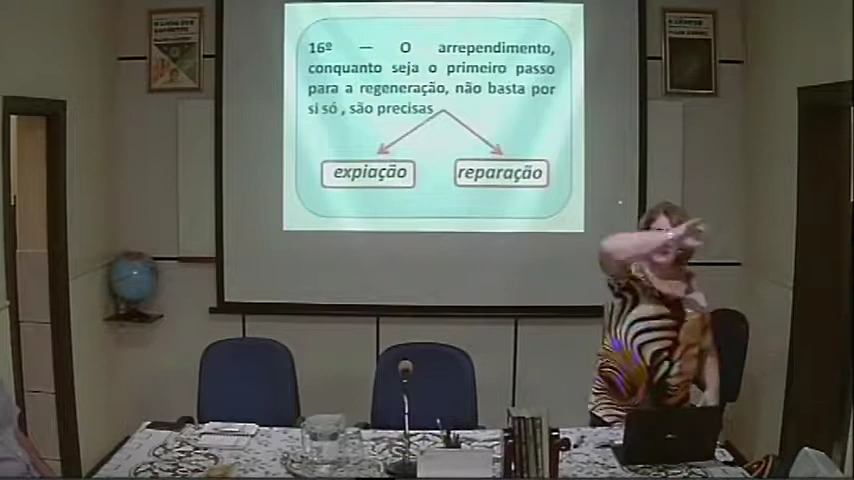 16º — O arrependimento,
conquanto seja o primeiro passo
para a regeneração, não basta por
si só , são precisas
expiação reparação